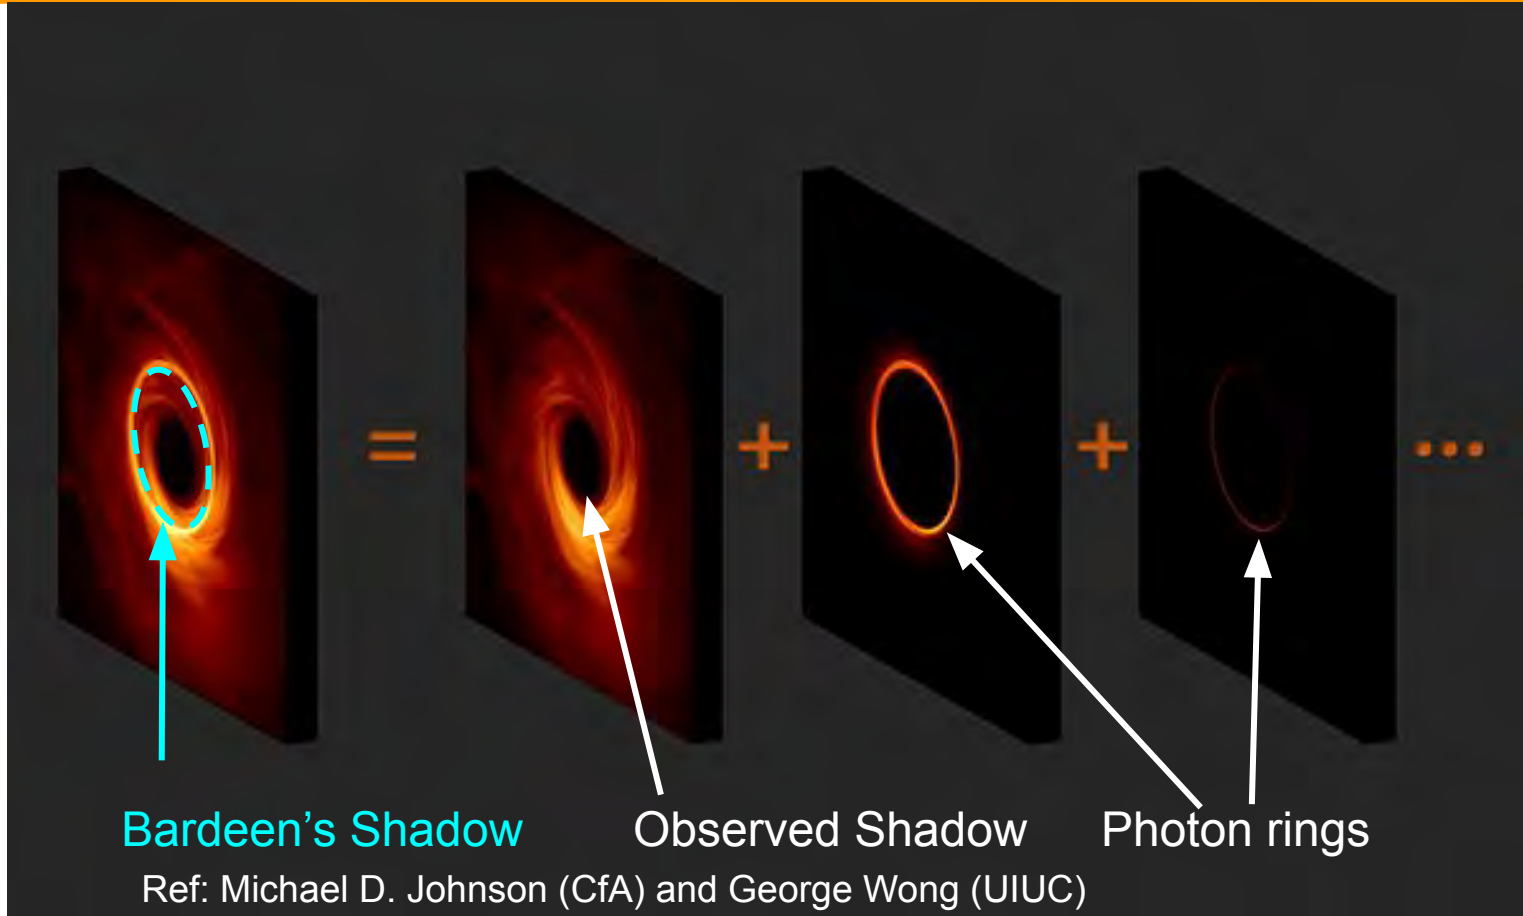 = + + ...
Bardeen’s Shadow Observed Shadow Photon rings
Ref: Michael D. Johnson (CfA) and George Wong (UIUC)